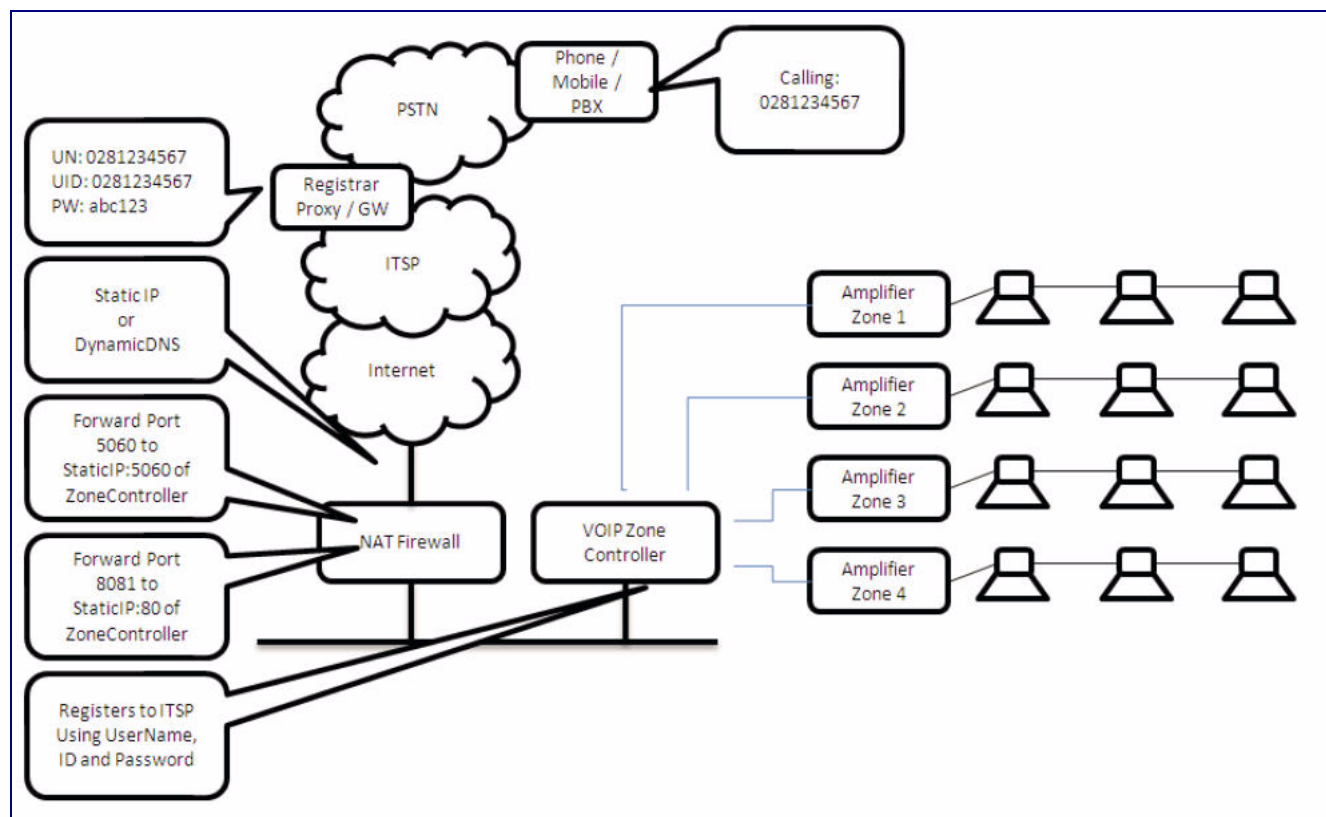 Phone /
Mobile /
PBX
Calling:
0281234567
PSTN
UN: 0281234567
UID: 0281234567
PW: abc123
Registrar
Proxy / GW
ITSP
Static IP
or
DynamicDNS
Internet
Forward Port
5060 to
StaticIP:5060 of
ZoneController
NAT Firewall
VOIP Zone
Controller
Forward Port
8081 to
StaticIP:80 of
ZoneController
Registers to ITSP
Using UserName,
ID and Password
Amplifier
Zone 1
Amplifier
Zone 2
Amplifier
Zone 3
Amplifier
Zone 4